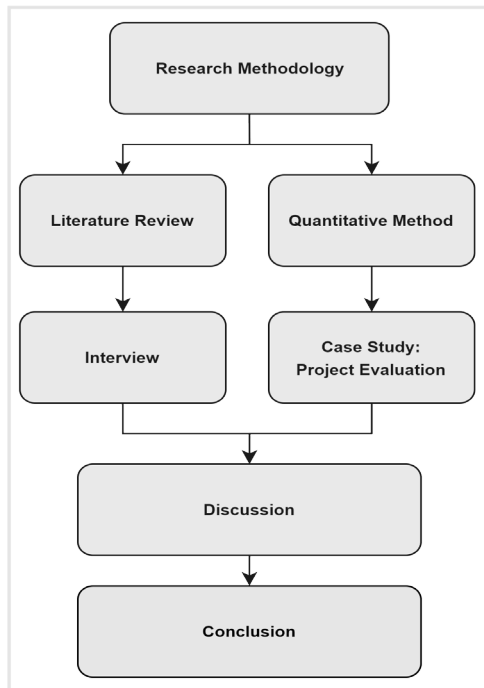 Research Methodology
Literature Review
Quantitative Method
Interview
Case Study:
Project Evaluation
Discussion
Conclusion